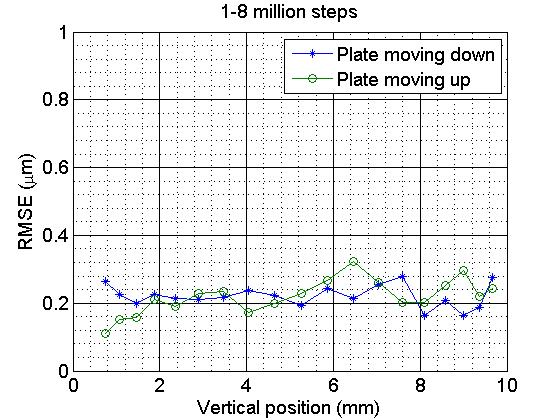 1-8 million steps
1
Plate moving down
Plate moving up
0.8
0.6
RMSE (μm)
0.4
0.2
0
0 2 4 6 8 10
Vertical position (mm)